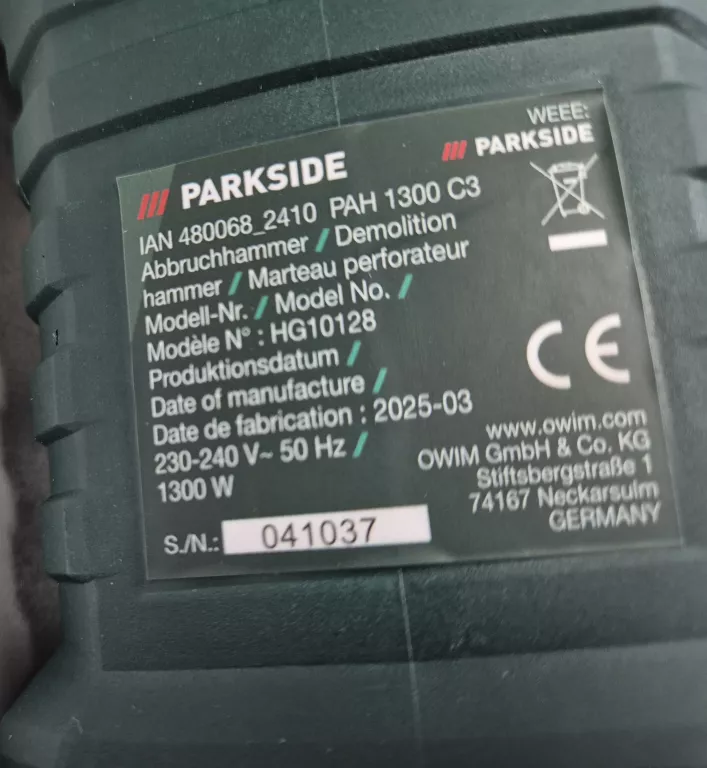 PARKSIDE
WEEE:
PARKSIDE
IAN 480068_2410 PAH 1300 C3
Abbruchhammer / Demolition
hammer / Marteau perforateur
Modell-Nr. / Model No. /
Modèle N° : HG10128
Produktionsdatum /
Date of manufacture /
Date de fabrication : 2025-03
230-240 V~ 50 Hz /
1300 W
S./N.: 041037
CE
www.owim.com
OWIM GmbH & Co. KG
Stiftsbergstraße 1
74167 Neckarsulm
GERMANY